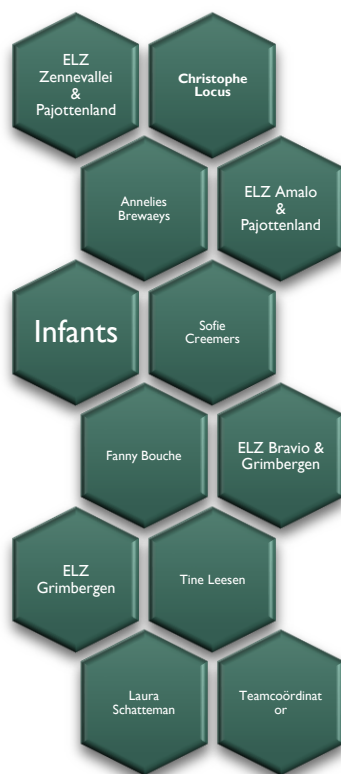 ELZ
Zennevallei
&
Pajottenland
Christophe
Locus
Annelies
Brewaeys
ELZ Amalo
&
Pajottenland
Infants
Sofie
Creemers
Fanny Bouche
ELZ Bravio &
Grimbergen
ELZ
Grimbergen
Tine Leesen
Laura
Schatteman
Teamcoördinat
or